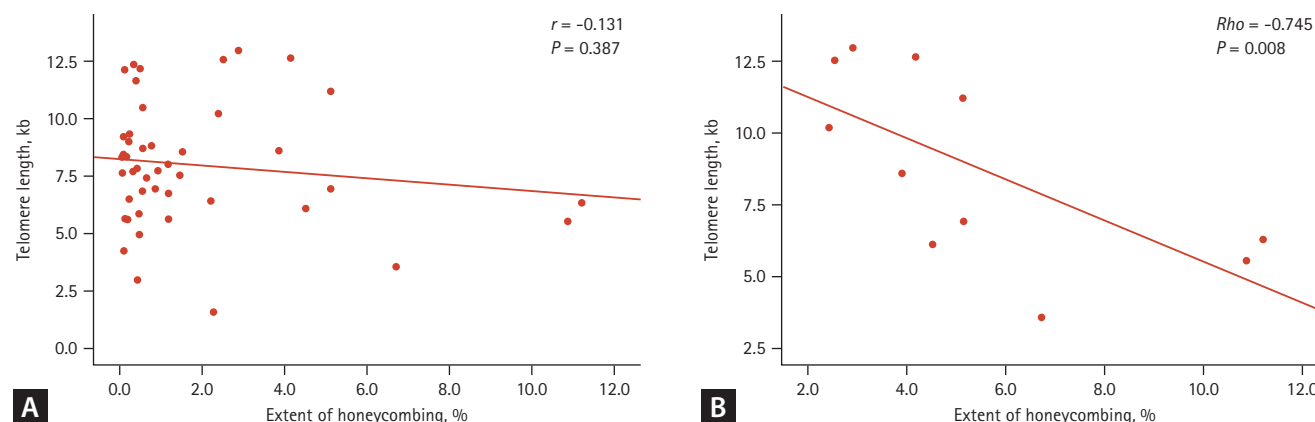 r = -0.131
P = 0.387
12.5
10.0
7.5
5.0
2.5
0.0
Telomere length, kb
0.0 2.0 4.0 6.0 8.0 10.0 12.0
Extent of honeycombing, %
A
Rho = -0.745
P = 0.008
12.5
10.0
7.5
5.0
2.5
Telomere length, kb
2.0 4.0 6.0 8.0 10.0 12.0
Extent of honeycombing, %
B